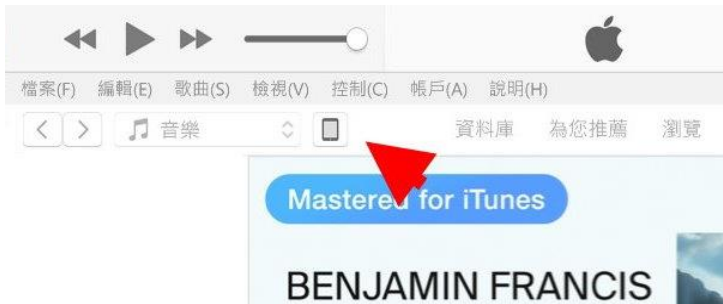 檔案(F) 編輯(E) 歌曲(S) 檢視(V) 控制(C) 帳戶(A) 說明(H)
音樂 資料庫 為您推薦 瀏覽
Mastered for iTunes
BENJAMIN FRANCIS